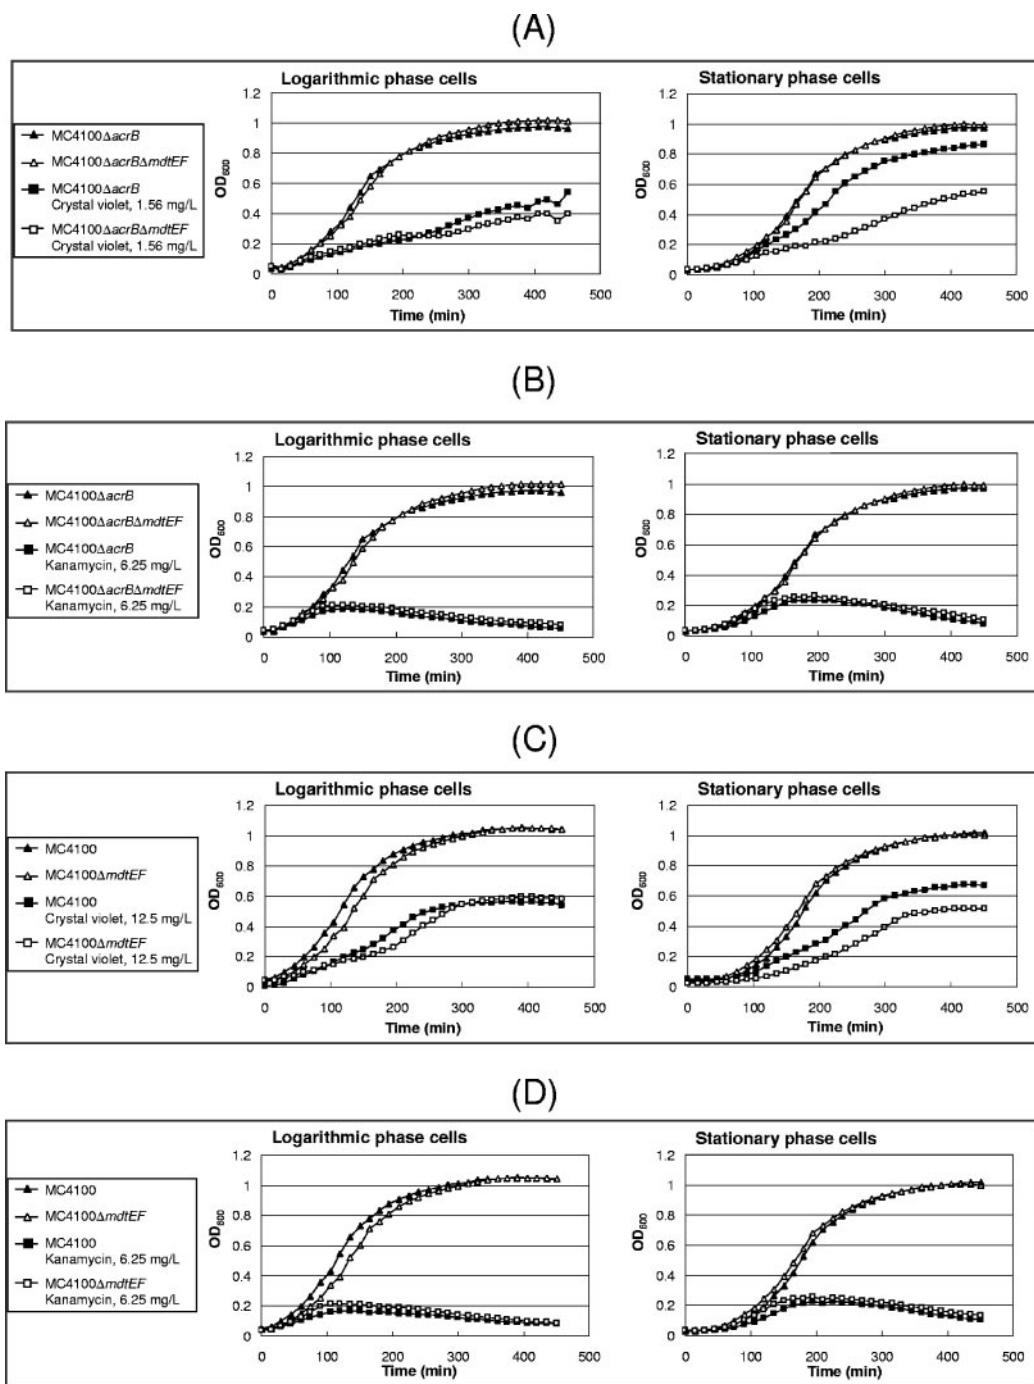 (A)
Logarithmic phase cells
Stationary phase cells
MC4100ΔacrB
MC4100ΔacrBΔmdtEF
MC4100ΔacrB
Crystal violet, 1.56 mg/L
MC4100ΔacrBΔmdtEF
Crystal violet, 1.56 mg/L
OD600
1.2
1
0.8
0.6
0.4
0.2
0
0 100 200 300 400 500
Time (min)
OD600
1.2
1
0.8
0.6
0.4
0.2
0
0 100 200 300 400 500
Time (min)
(B)
Logarithmic phase cells
Stationary phase cells
MC4100ΔacrB
MC4100ΔacrBΔmdtEF
MC4100ΔacrB
Kanamycin, 6.25 mg/L
MC4100ΔacrBΔmdtEF
Kanamycin, 6.25 mg/L
OD600
1.2
1
0.8
0.6
0.4
0.2
0
0 100 200 300 400 500
Time (min)
OD600
1.2
1
0.8
0.6
0.4
0.2
0
0 100 200 300 400 500
Time (min)
(C)
Logarithmic phase cells
Stationary phase cells
MC4100
MC4100ΔmdtEF
MC4100
Crystal violet, 12.5 mg/L
MC4100ΔmdtEF
Crystal violet, 12.5 mg/L
OD600
1.2
1
0.8
0.6
0.4
0.2
0
0 100 200 300 400 500
Time (min)
OD600
1.2
1
0.8
0.6
0.4
0.2
0
0 100 200 300 400 500
Time (min)
(D)
Logarithmic phase cells
Stationary phase cells
MC4100
MC4100ΔmdtEF
MC4100
Kanamycin, 6.25 mg/L
MC4100ΔmdtEF
Kanamycin, 6.25 mg/L
OD600
1.2
1
0.8
0.6
0.4
0.2
0
0 100 200 300 400 500
Time (min)
OD600
1.2
1
0.8
0.6
0.4
0.2
0
0 100 200 300 400 500
Time (min)